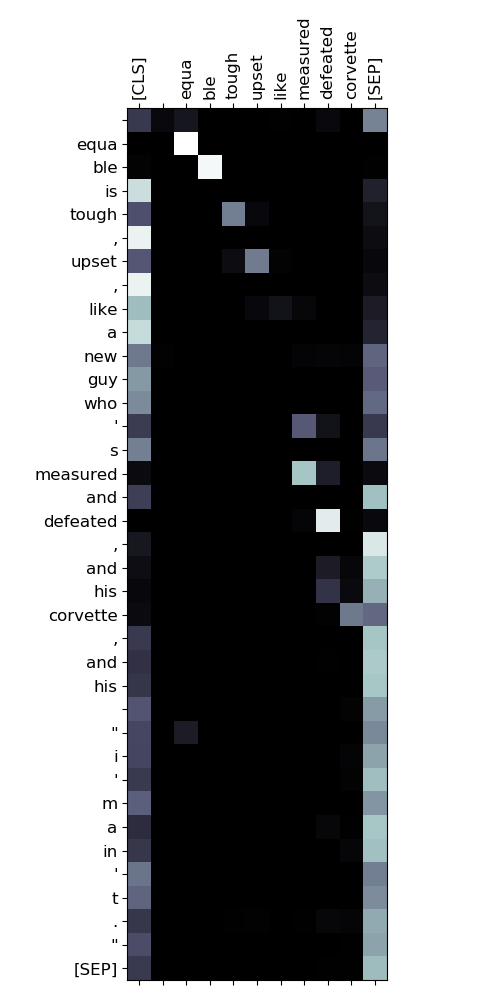 [CLS] equa ble tough upset like measured defeated corvette [SEP]
equa
ble
is
tough
,
upset
,
like
a
new
guy
who
'
s
measured
and
defeated
,
and
his
corvette
,
and
his
"
i
'
m
a
in
'
t
.
"
[SEP]